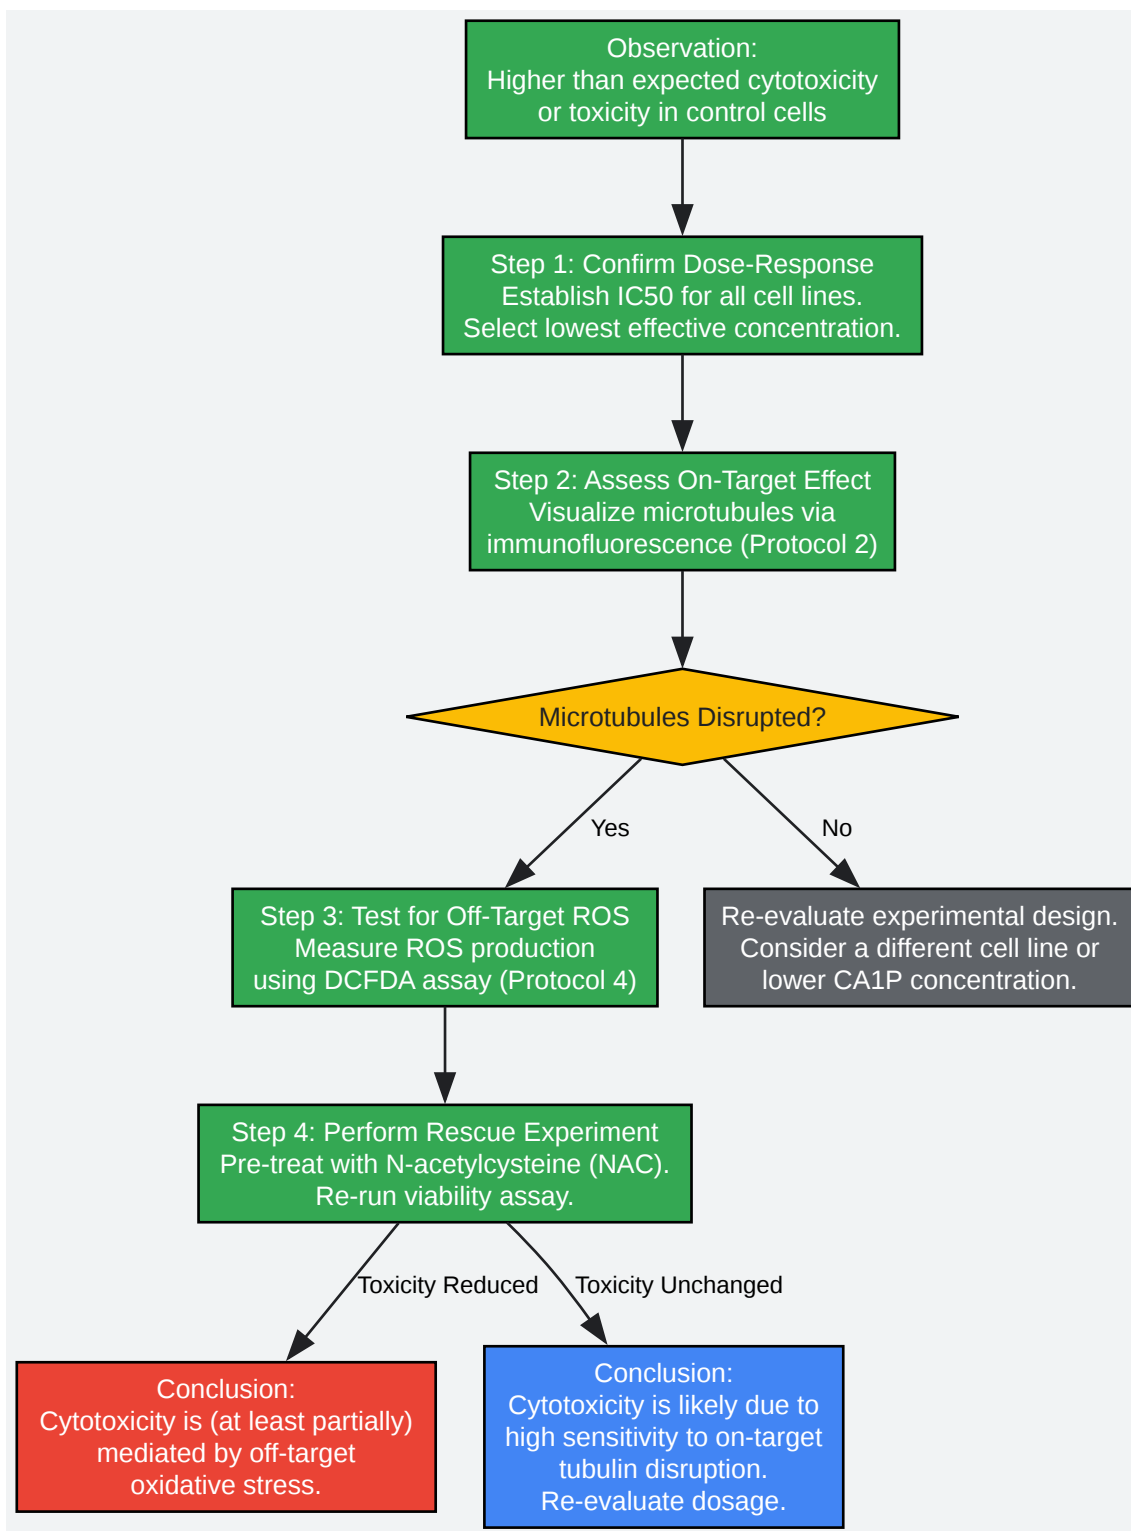 Observation:
Higher than expected cytotoxicity
or toxicity in control cells
Step 1: Confirm Dose-Response
Establish IC50 for all cell lines.
Select lowest effective concentration.
Step 2: Assess On-Target Effect
Visualize microtubules via
immunofluorescence (Protocol 2)
Microtubules Disrupted?
Yes
No
Step 3: Test for Off-Target ROS
Measure ROS production
using DCFDA assay (Protocol 4)
Re-evaluate experimental design.
Consider a different cell line or
lower CA1P concentration.
Step 4: Perform Rescue Experiment
Pre-treat with N-acetylcysteine (NAC).
Re-run viability assay.
Toxicity Reduced
Toxicity Unchanged
Conclusion:
Cytotoxicity is (at least partially)
mediated by off-target
oxidative stress.
Conclusion:
Cytotoxicity is likely due to
high sensitivity to on-target
tubulin disruption.
Re-evaluate dosage.